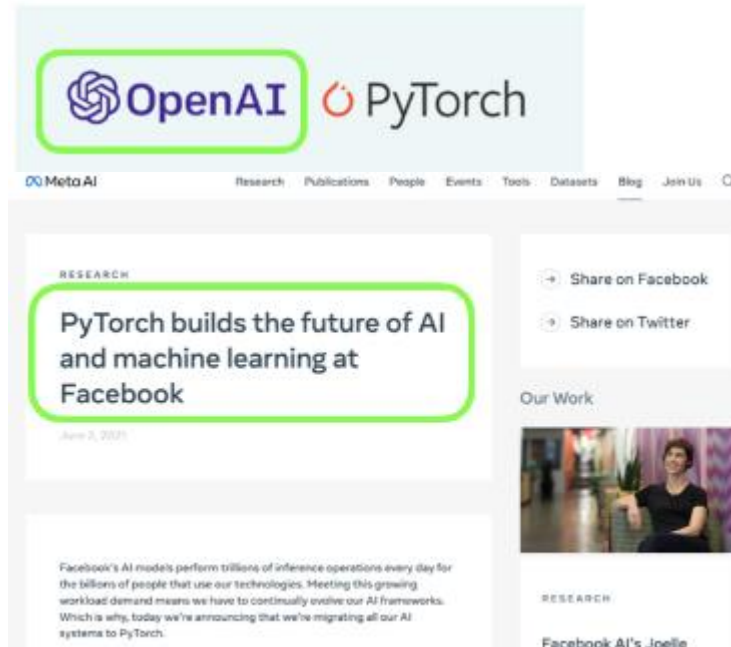 OpenAI PyTorch
Meta AI Research Publications People Events Tools Datasets Blog Join Us
RESEARCH
PyTorch builds the future of AI
and machine learning at
Facebook
June 2, 2021
Facebook's AI models perform trillions of inference operations every day for
the billions of people that use our technologies. Meeting this growing
workload demand means we have to continually evolve our AI frameworks.
Which is why, today we're announcing that we're migrating all our AI
systems to PyTorch.
Share on Facebook
Share on Twitter
Our Work
RESEARCH
Facebook AI's Joelle